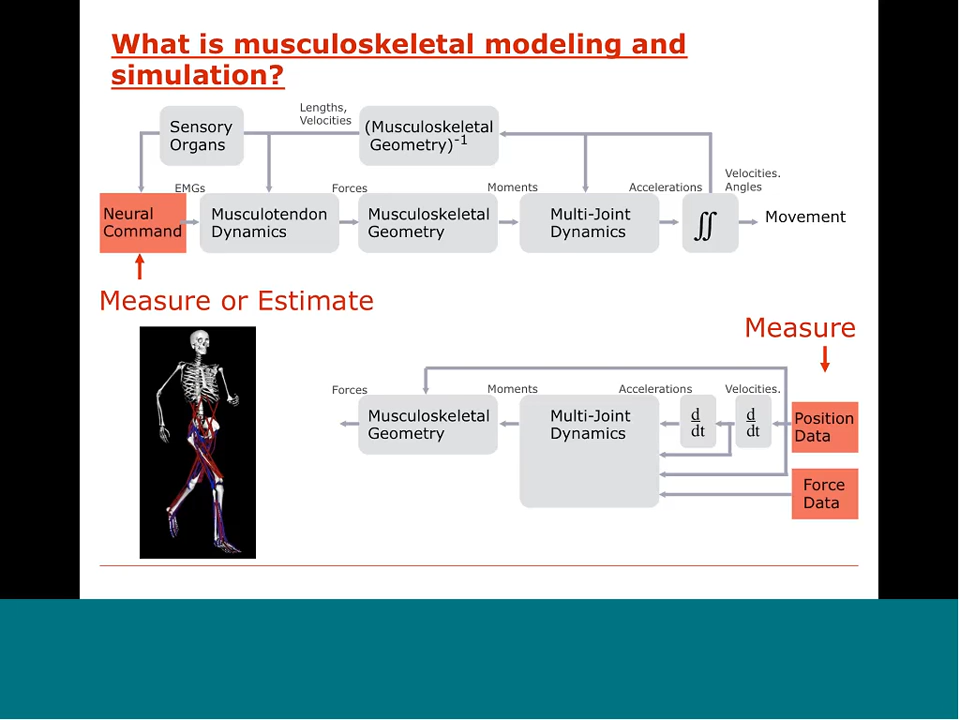 What is musculoskeletal modeling and
simulation?
Lengths,
Velocities
Sensory
Organs
(Musculoskeletal
Geometry)-1
Velocities.
Angles
EMGs
Forces
Moments
Accelerations
Neural
Command
Musculotendon
Dynamics
Musculoskeletal
Geometry
Multi-Joint
Dynamics
∫∫
Movement
Measure or Estimate
Measure
Forces
Moments
Accelerations
Velocities.
Musculoskeletal
Geometry
Multi-Joint
Dynamics
d
dt
d
dt
Position
Data
Force
Data